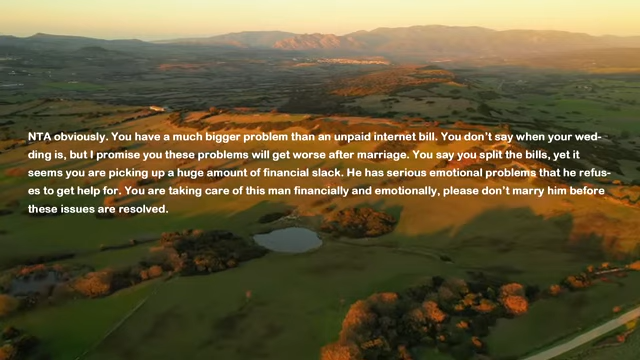 NTA obviously. You have a much bigger problem than an unpaid internet bill. You don't say when your wed-
ding is, but I promise you these problems will get worse after marriage. You say you split the bills, yet it
seems you are picking up a huge amount of financial slack. He has serious emotional problems that he refus-
es to get help for. You are taking care of this man financially and emotionally, please don't marry him before
these issues are resolved.